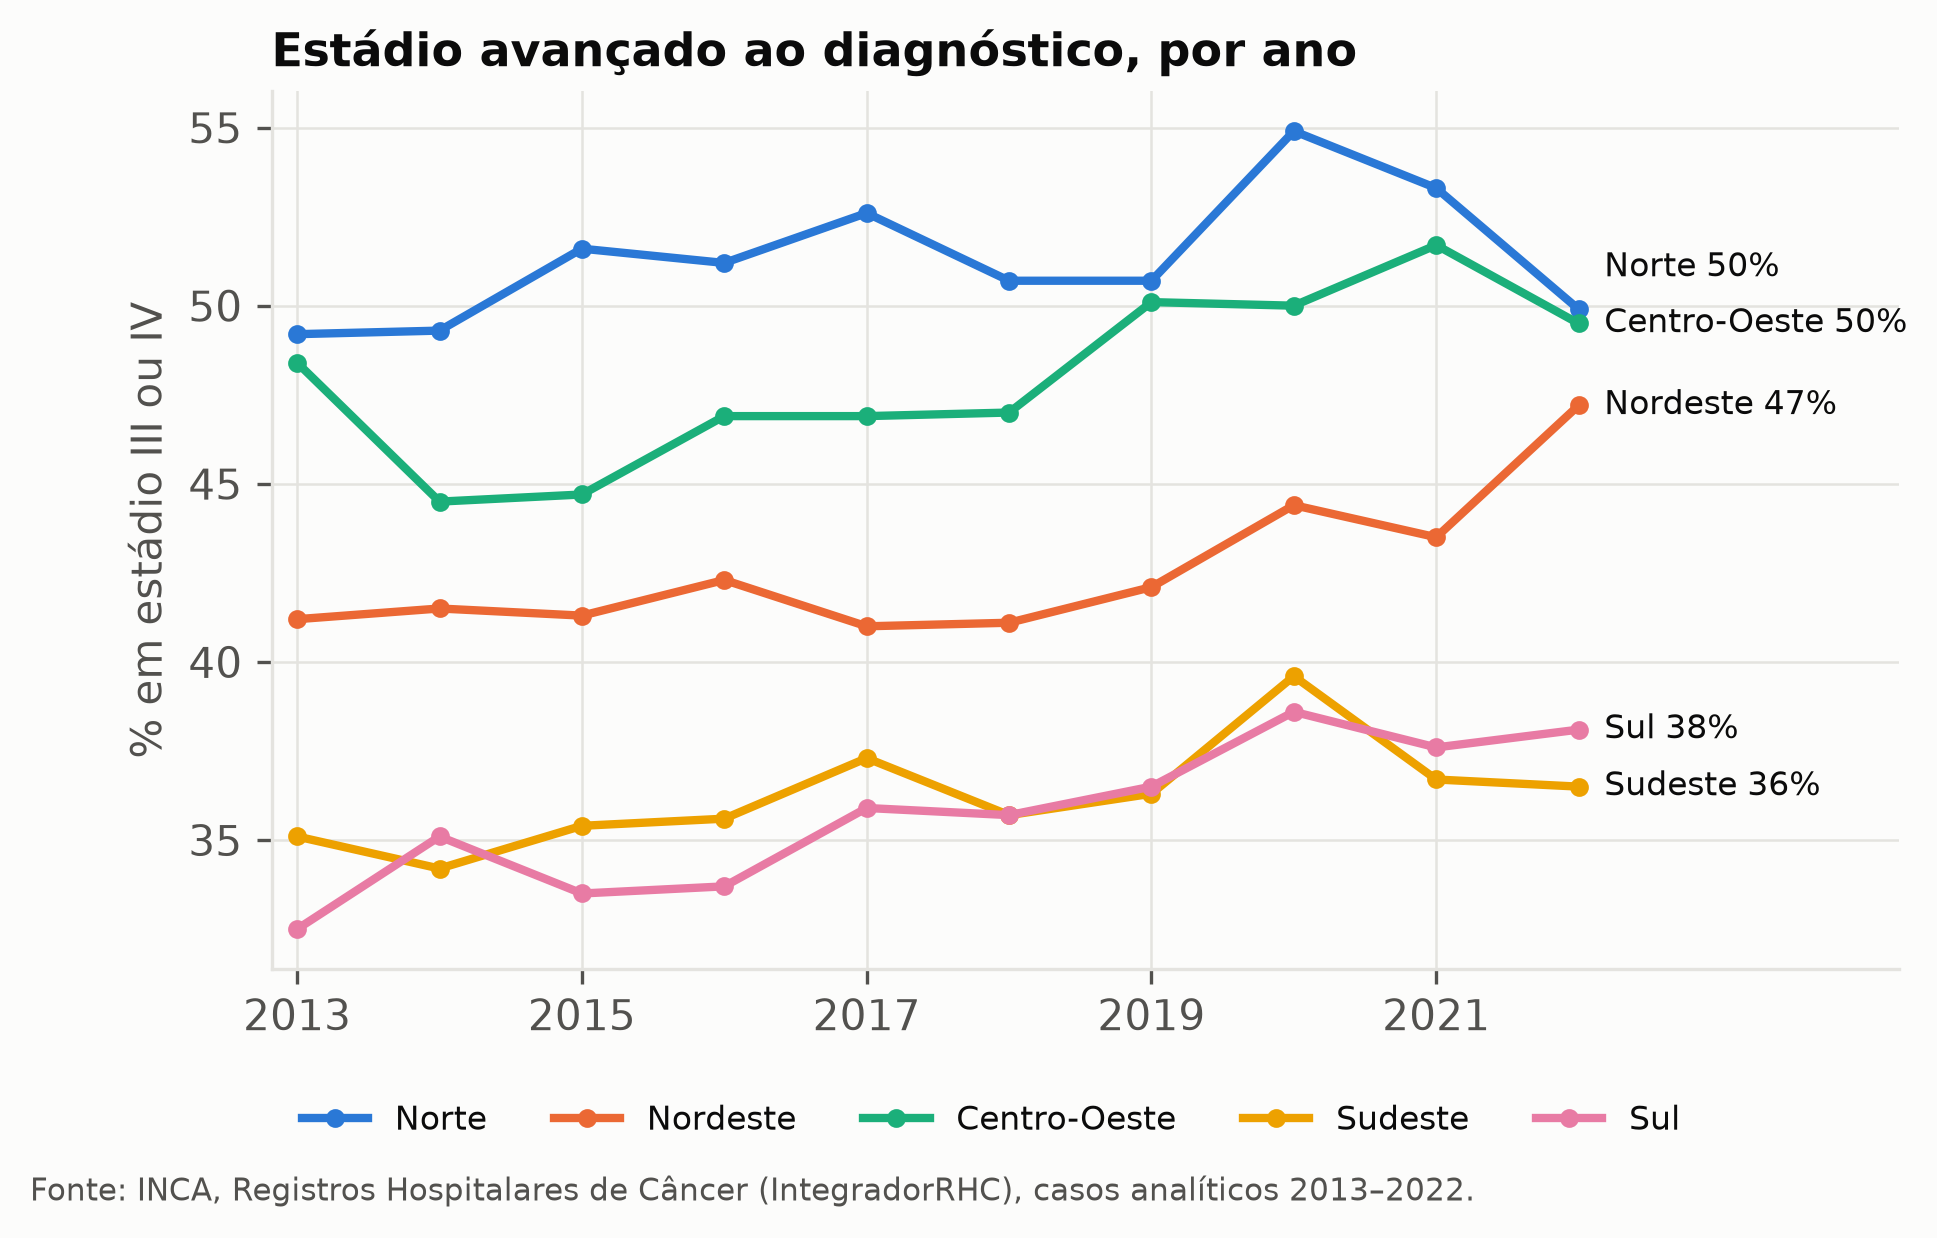 Estádio avançado ao diagnóstico, por ano
% em estádio III ou IV
55
50
45
40
35
Norte 50%
Centro-Oeste 50%
Nordeste 47%
Sul 38%
Sudeste 36%
2013 2015 2017 2019 2021
Norte Nordeste Centro-Oeste Sudeste Sul
Fonte: INCA, Registros Hospitalares de Câncer (IntegradorRHC), casos analíticos 2013–2022.